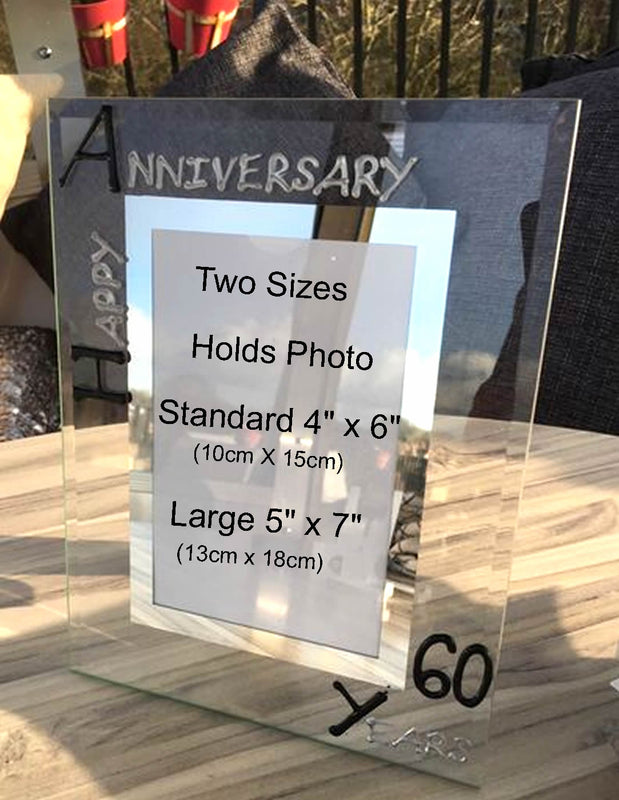 HAPPY
ANNIVERSARY
Two Sizes
Holds Photo
Standard 4" x 6"
(10cm X 15cm)
Large 5" x 7"
(13cm x 18cm)
60
YEARS